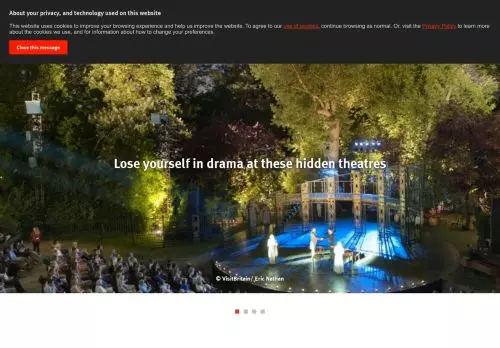 About your privacy, and technology used on this website
This website uses cookies to improve your browsing experience and help us improve the website. To agree to our use of cookies, continue browsing as normal. Or, visit the Privacy Policy to learn more
about the cookies we use, and for information about how to change your preferences.
Close this message
Lose yourself in drama at these hidden theatres
© VisitBritain/ Eric Nathan